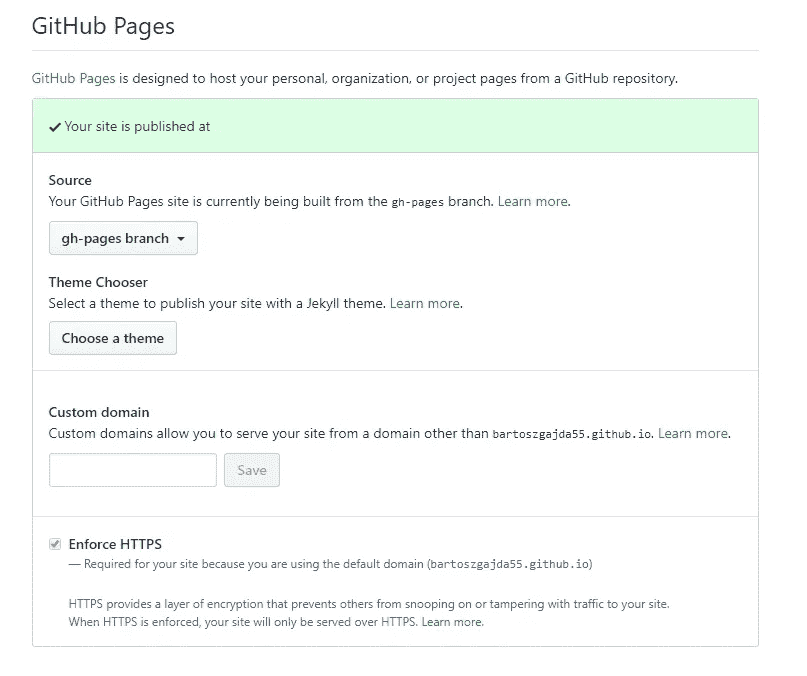 GitHub Pages
GitHub Pages is designed to host your personal, organization, or project pages from a GitHub repository.
✔ Your site is published at
Source
Your GitHub Pages site is currently being built from the gh-pages branch. Learn more.
gh-pages branch
Theme Chooser
Select a theme to publish your site with a Jekyll theme. Learn more.
Choose a theme
Custom domain
Custom domains allow you to serve your site from a domain other than bartoszgajda55.github.io. Learn more.
Save
Enforce HTTPS
— Required for your site because you are using the default domain (bartoszgajda55.github.io)
HTTPS provides a layer of encryption that prevents others from snooping on or tampering with traffic to your site.
When HTTPS is enforced, your site will only be served over HTTPS. Learn more.